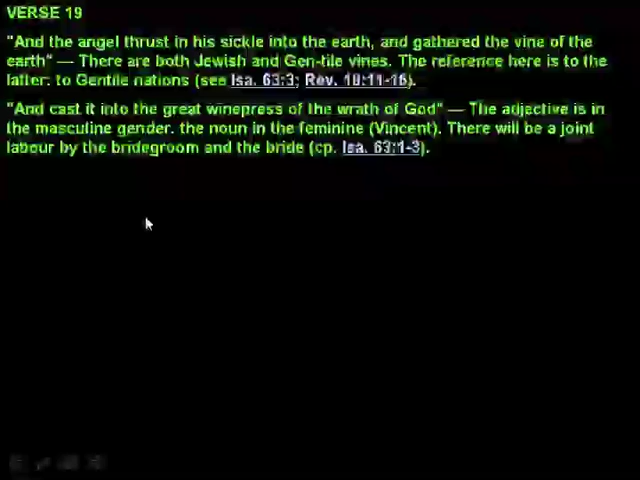 VERSE 19
"And the angel thrust in his sickle into the earth, and gathered the vine of the
earth" — There are both Jewish and Gen-tile vines. The reference here is to the
latter: to Gentile nations (see Isa. 63:3; Rev. 19:11-16).
"And cast it into the great winepress of the wrath of God" — The adjective is in
the masculine gender. the noun in the feminine (Vincent). There will be a joint
labour by the bridegroom and the bride (cp. Isa. 63:1-3).